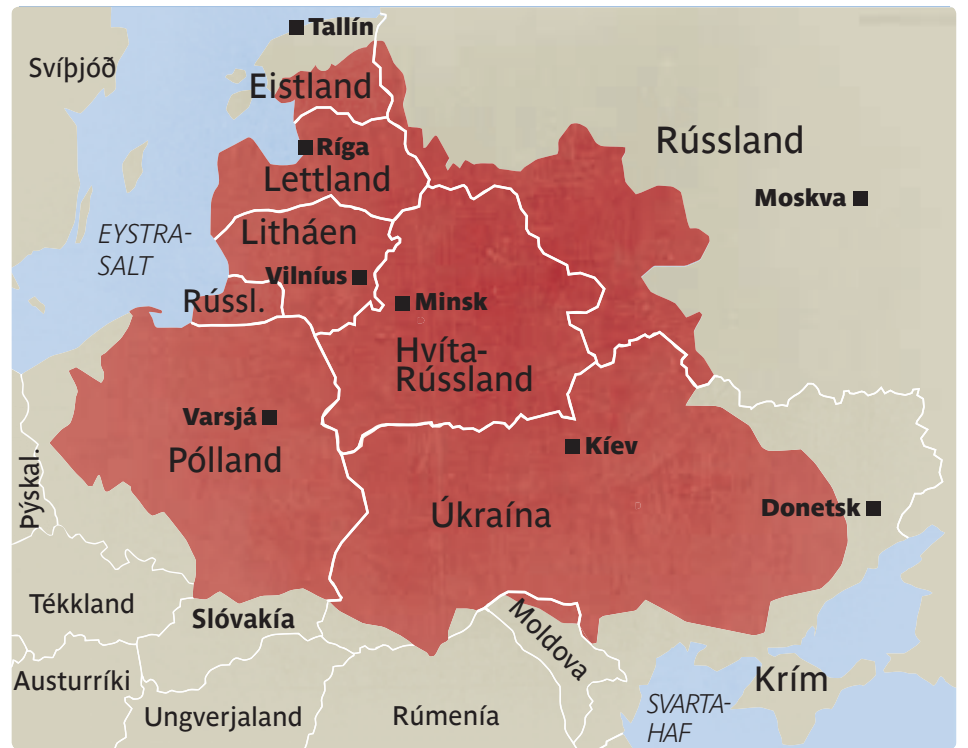 Tallín
Svíþjóð
Eistland
Rússland
Ríga
Lettland
Moskva
EYSTRA-
SALT
Litháen
Vilníus
Rússl.
Minsk
Hvíta-
Rússland
Varsjá
Pólland
Kíev
Þýskal.
Úkraína
Donetsk
Tékkland
Slóvakía
Moldova
Austurríki
Ungverjaland
Rúmenía
Krím
SVARTA-
HAF